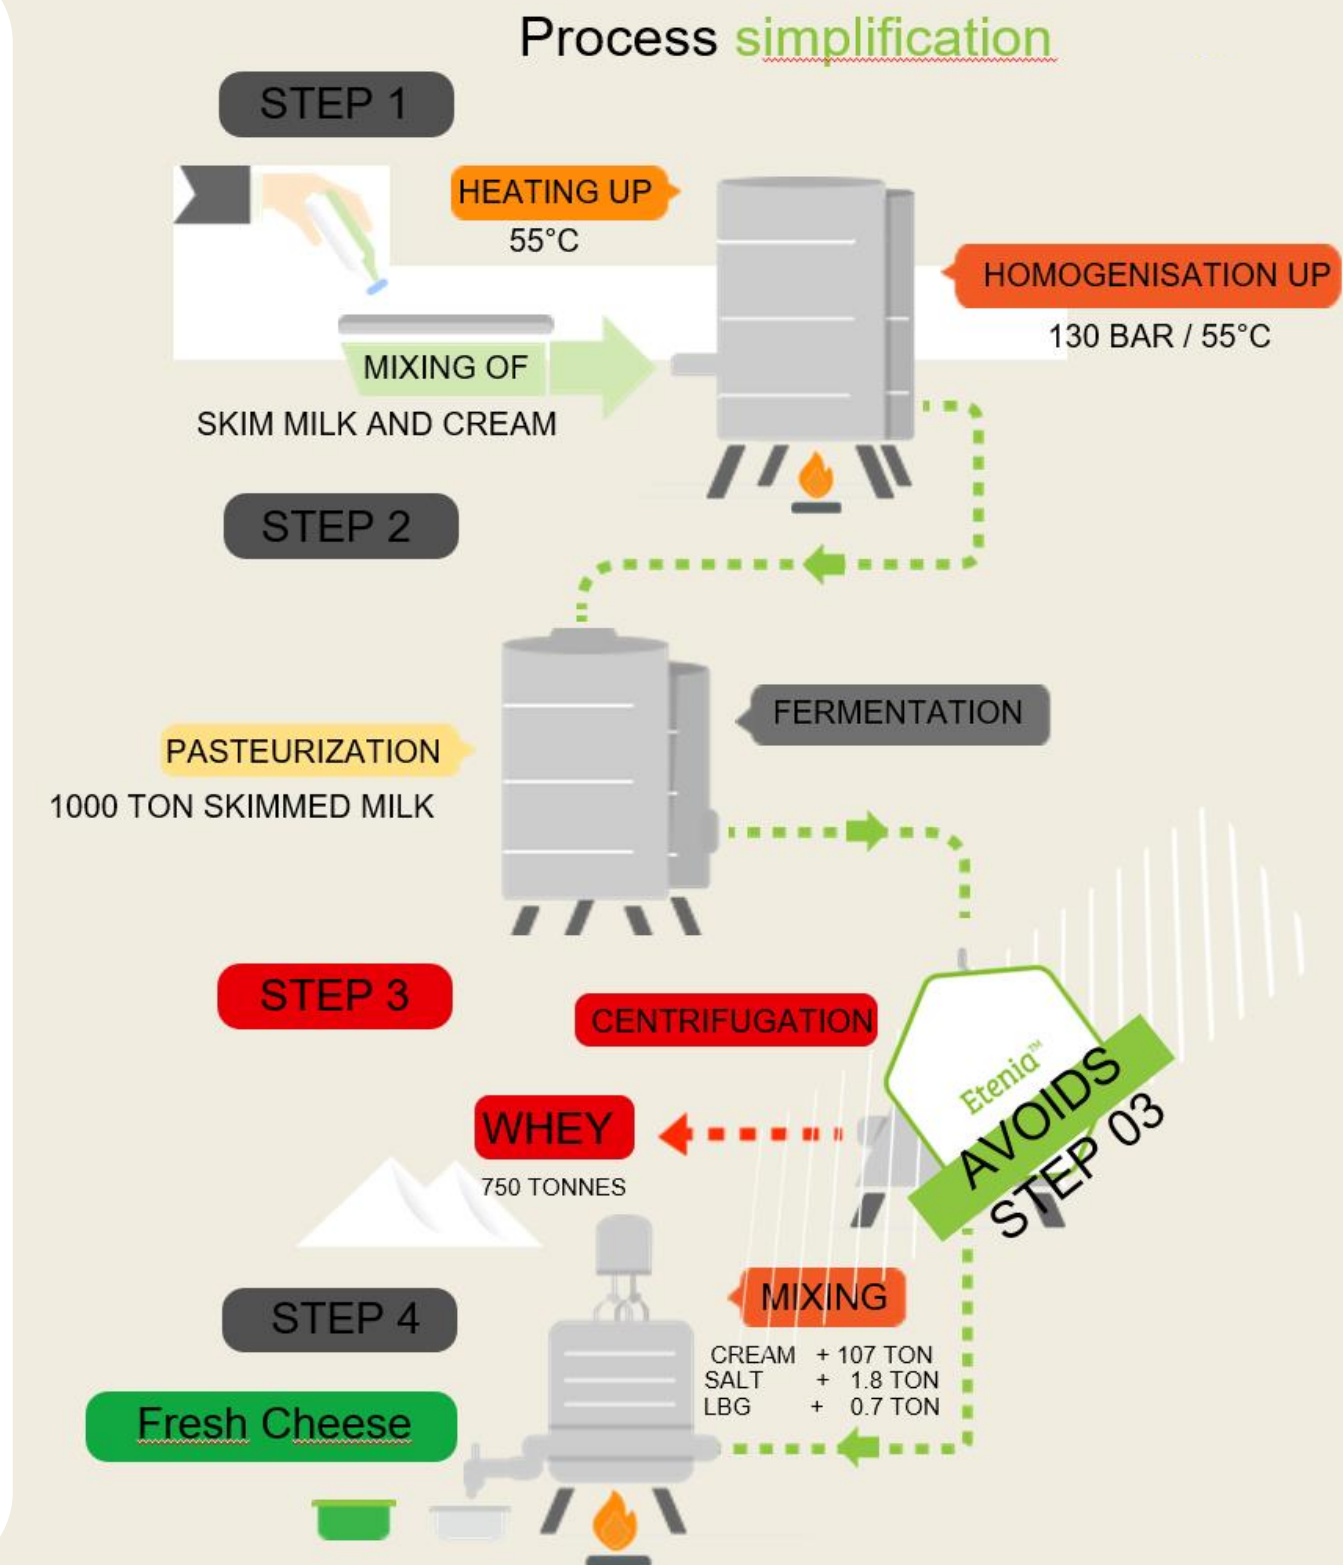 Process simplification
STEP 1
HEATING UP
55°C
HOMOGENISATION UP
130 BAR / 55°C
MIXING OF
SKIM MILK AND CREAM
STEP 2
FERMENTATION
PASTEURIZATION
1000 TON SKIMMED MILK
STEP 3
CENTRIFUGATION
Etenia™
AVOIDS
STEP 03
WHEY
750 TONNES
STEP 4
MIXING
CREAM + 107 TON
SALT + 1.8 TON
LBG + 0.7 TON
Fresh Cheese